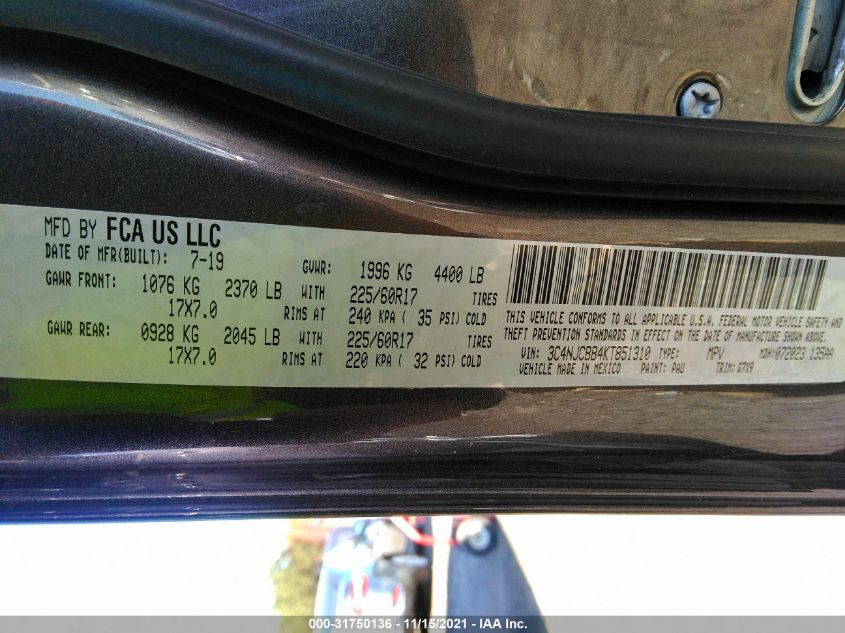 MFD BY FCA US LLC
DATE OF MFR(BUILT): 7-19 GVWR: 1996 KG 4400 LB
GAWR FRONT: 1076 KG 2370 LB WITH 225/60R17 TIRES
17X7.0 RIMS AT 240 KPA ( 35 PSI) COLD
GAWR REAR: 0928 KG 2045 LB WITH 225/60R17 TIRES
17X7.0 RIMS AT 220 KPA ( 32 PSI) COLD
THIS VEHICLE CONFORMS TO ALL APPLICABLE U.S.A. FEDERAL MOTOR VEHICLE SAFETY AND
THEFT PREVENTION STANDARDS IN EFFECT ON THE DATE OF MANUFACTURE SHOWN ABOVE.
VIN: 3C4NJCBB4KT851310 TYPE: MPV MDH: 072023 135AA
VEHICLE MADE IN MEXICO PAINT: PAU TRIM: G7X9
000-31750136 - 11/15/2021 - IAA Inc.